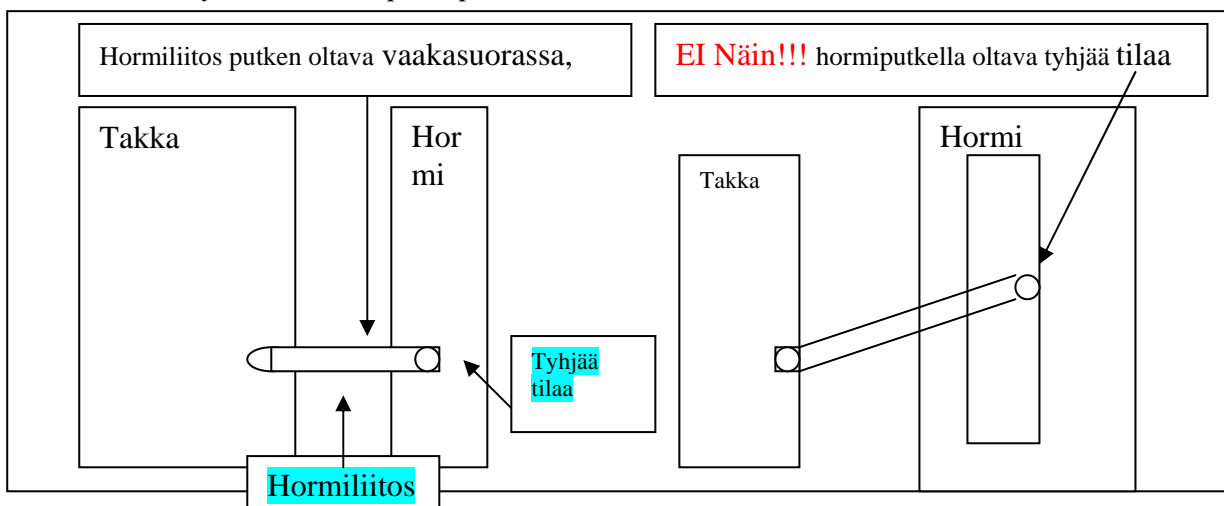 Hormiliitos putken oltava vaakasuorassa,
EI Näin!!! hormiputkella oltava tyhjää tilaa
Takka
Hor
mi
Takka
Hormi
Tyhjää
tilaa
Hormiliitos